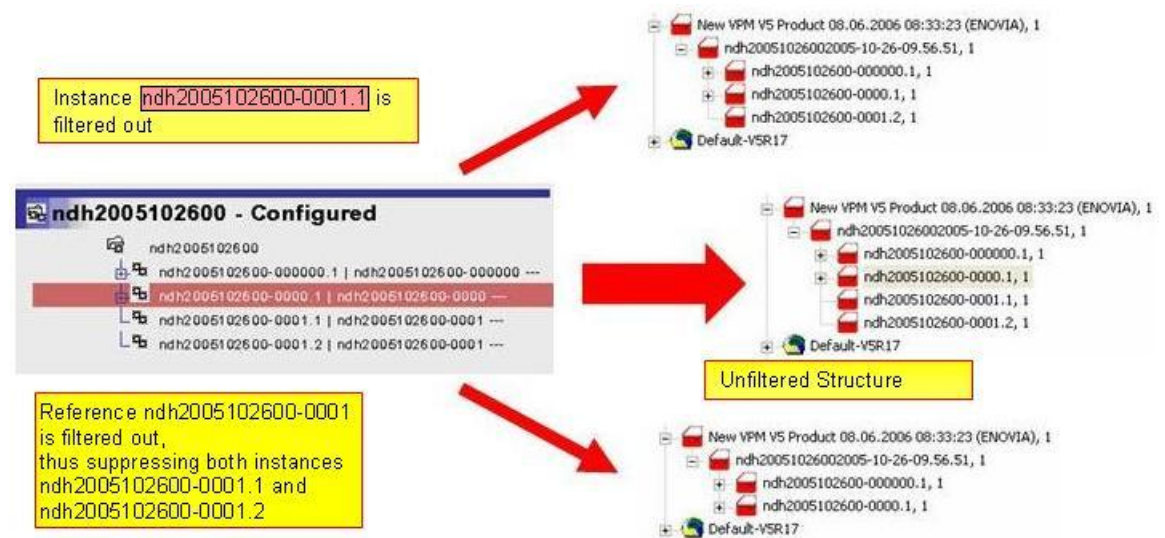 Instance ndh2005102600-0001.1 is
filtered out
ndh2005102600 - Configured
ndh2005102600
ndh2005102600-000000.1 | ndh2005102600-000000 ---
ndh2005102600-0000.1 | ndh2005102600-0000 ---
ndh2005102600-0001.1 | ndh2005102600-0001 ---
ndh2005102600-0001.2 | ndh2005102600-0001 ---
Reference ndh2005102600-0001
is filtered out,
thus suppressing both instances
ndh2005102600-0001.1 and
ndh2005102600-0001.2
New VPM V5 Product 08.06.2006 08:33:23 (ENOVIA), 1
ndh20051026002005-10-26-09.56.51, 1
ndh2005102600-000000.1, 1
ndh2005102600-0000.1, 1
ndh2005102600-0001.2, 1
Default-V5R17
New VPM V5 Product 08.06.2006 08:33:23 (ENOVIA), 1
ndh20051026002005-10-26-09.56.51, 1
ndh2005102600-000000.1, 1
ndh2005102600-0000.1, 1
ndh2005102600-0001.1, 1
ndh2005102600-0001.2, 1
Default-V5R17
Unfiltered Structure
New VPM V5 Product 08.06.2006 08:33:23 (ENOVIA), 1
ndh20051026002005-10-26-09.56.51, 1
ndh2005102600-000000.1, 1
ndh2005102600-0000.1, 1
Default-V5R17